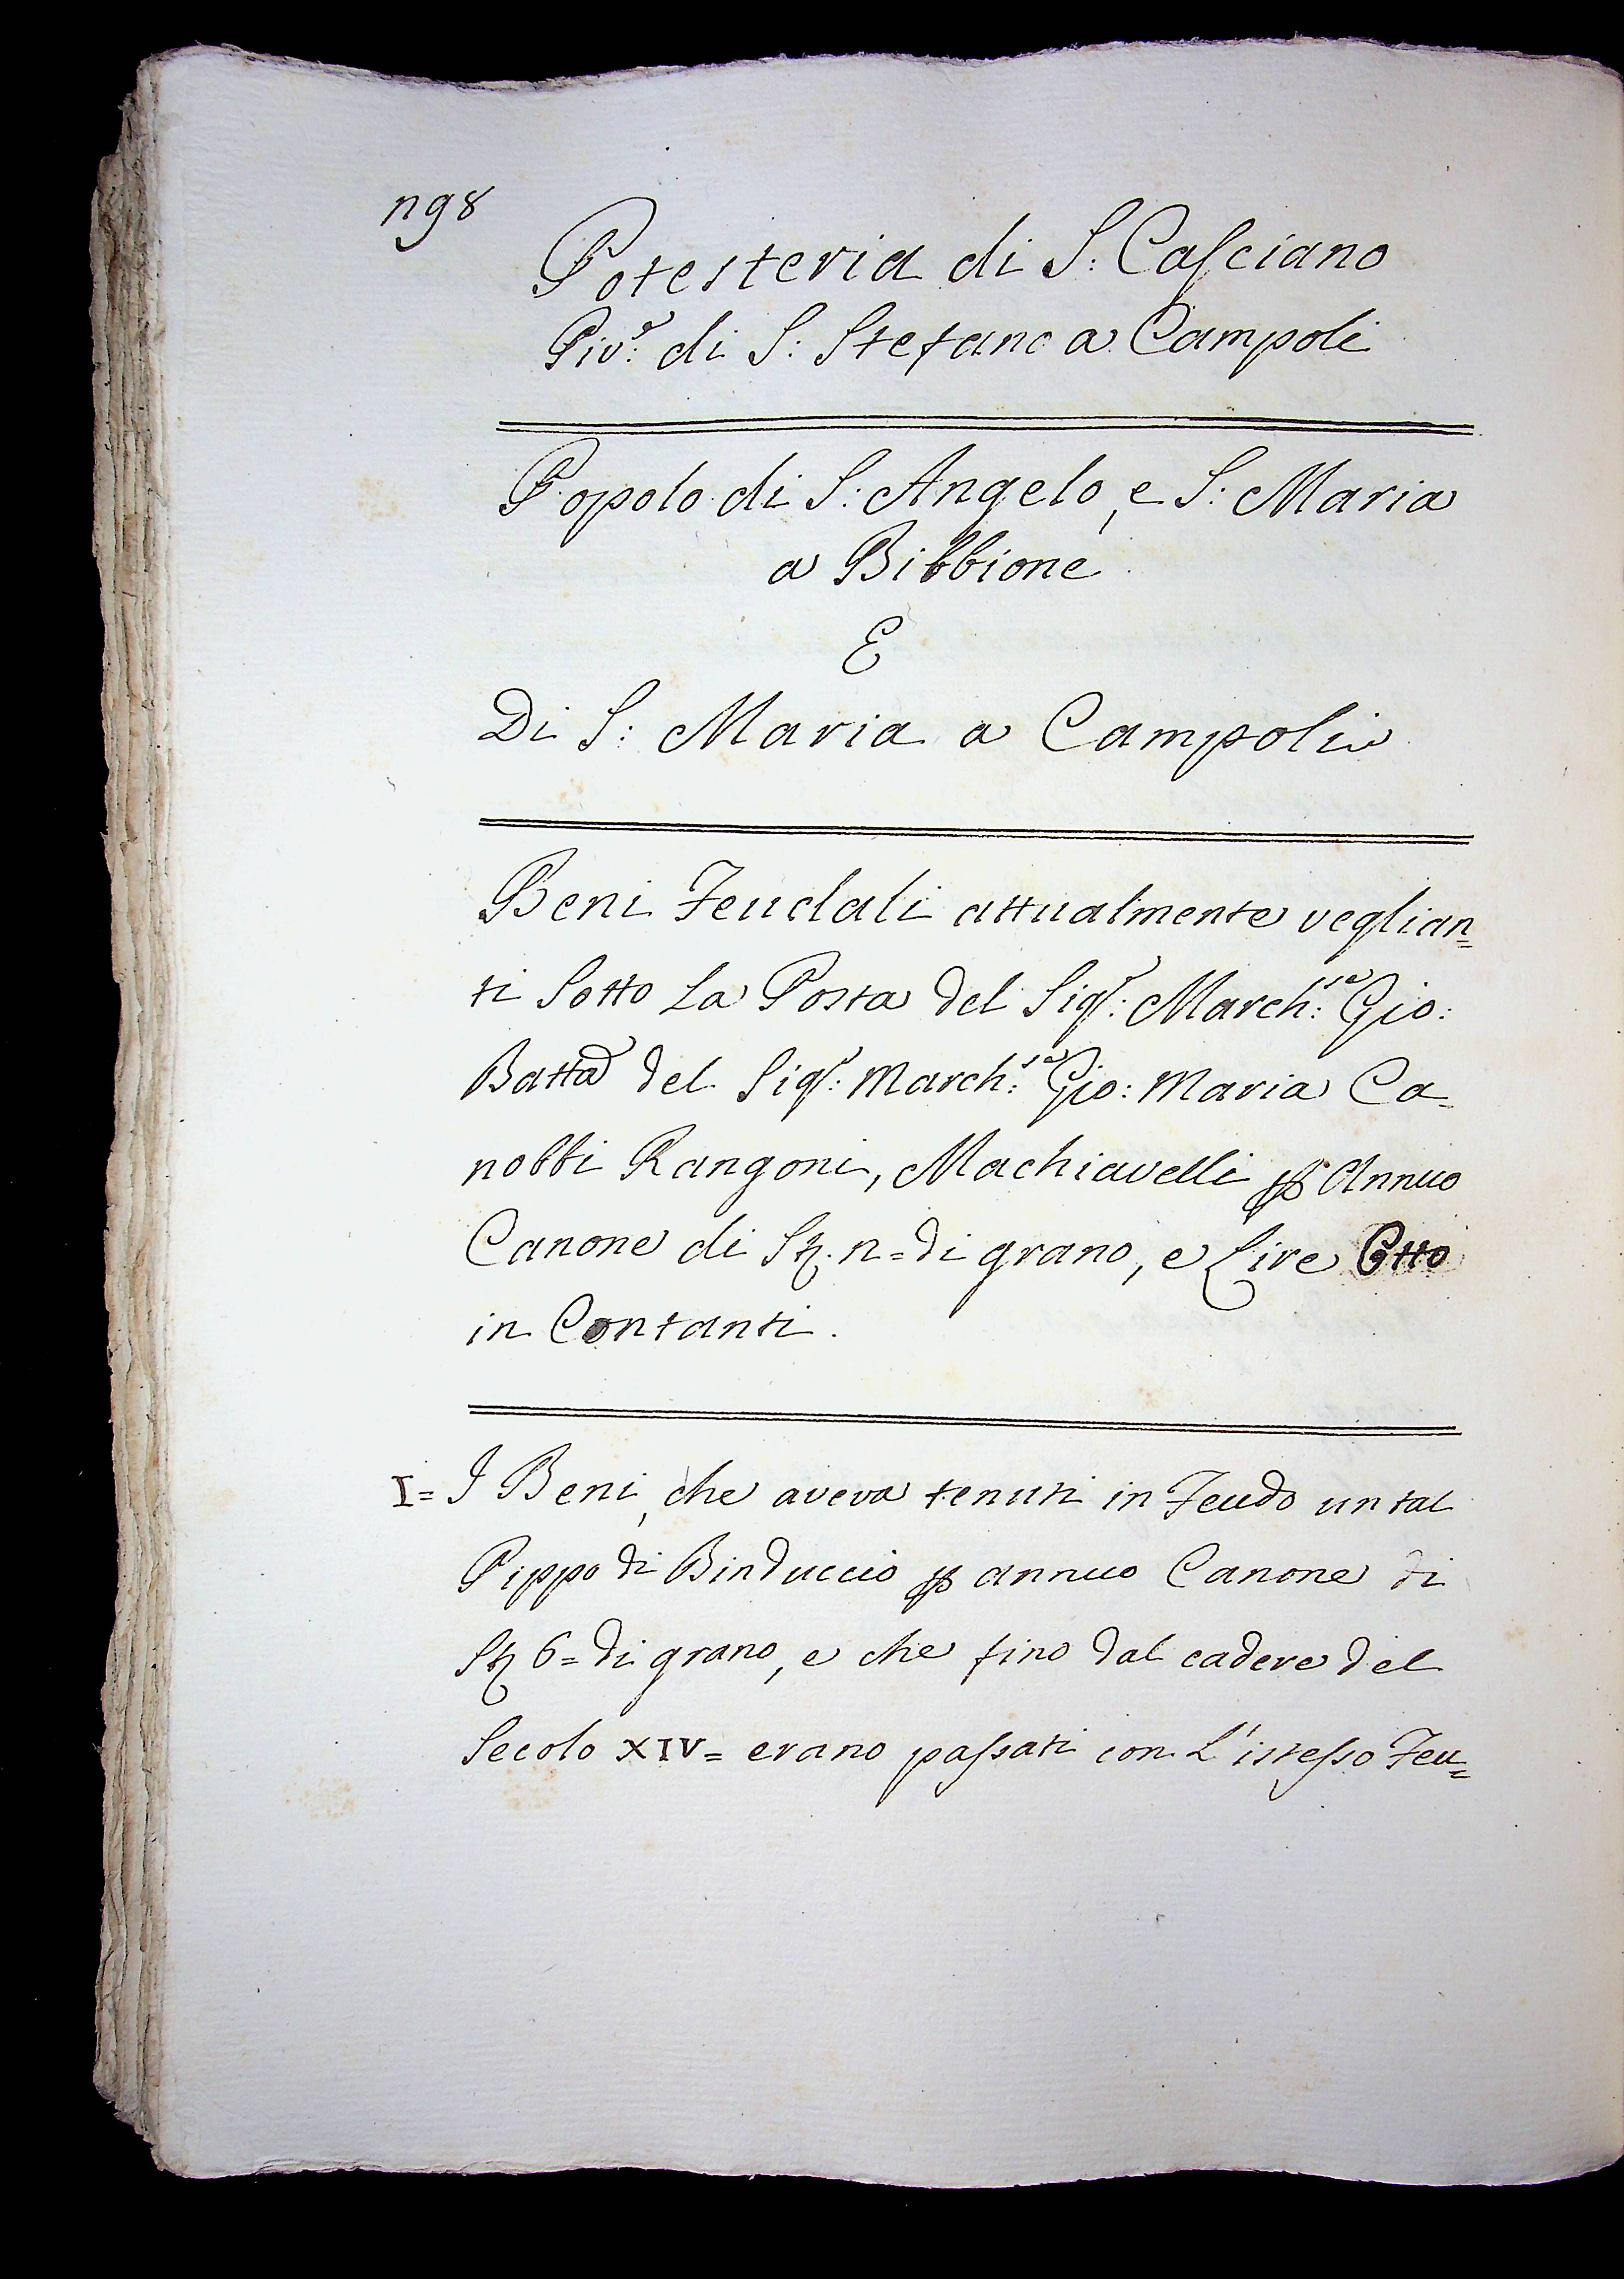 n98
Potesteria di S: Casciano
Piv:e di S: Stefano a Campoli
Popolo di S: Angelo, e S: Maria
a Bibbione
E
Di S: Maria a Campoli
Beni Feudali attualmente veglian=
ti Sotto La Posta del Sig:r March:se Gio:
Batta del Sig:r March:se Gio: Maria Ca=
nobbi Rangoni, Machiavelli p Annuo
Canone di St. n= di grano, e Lire Otto
in Contanti.
I= I Beni, che aveva tenuti in Feudo un tal
Pippo di Binduccio p annuo Canone di
St 6= di grano, e che fino dal cadere del
Secolo XIV= erano passati con L'istesso Feu=